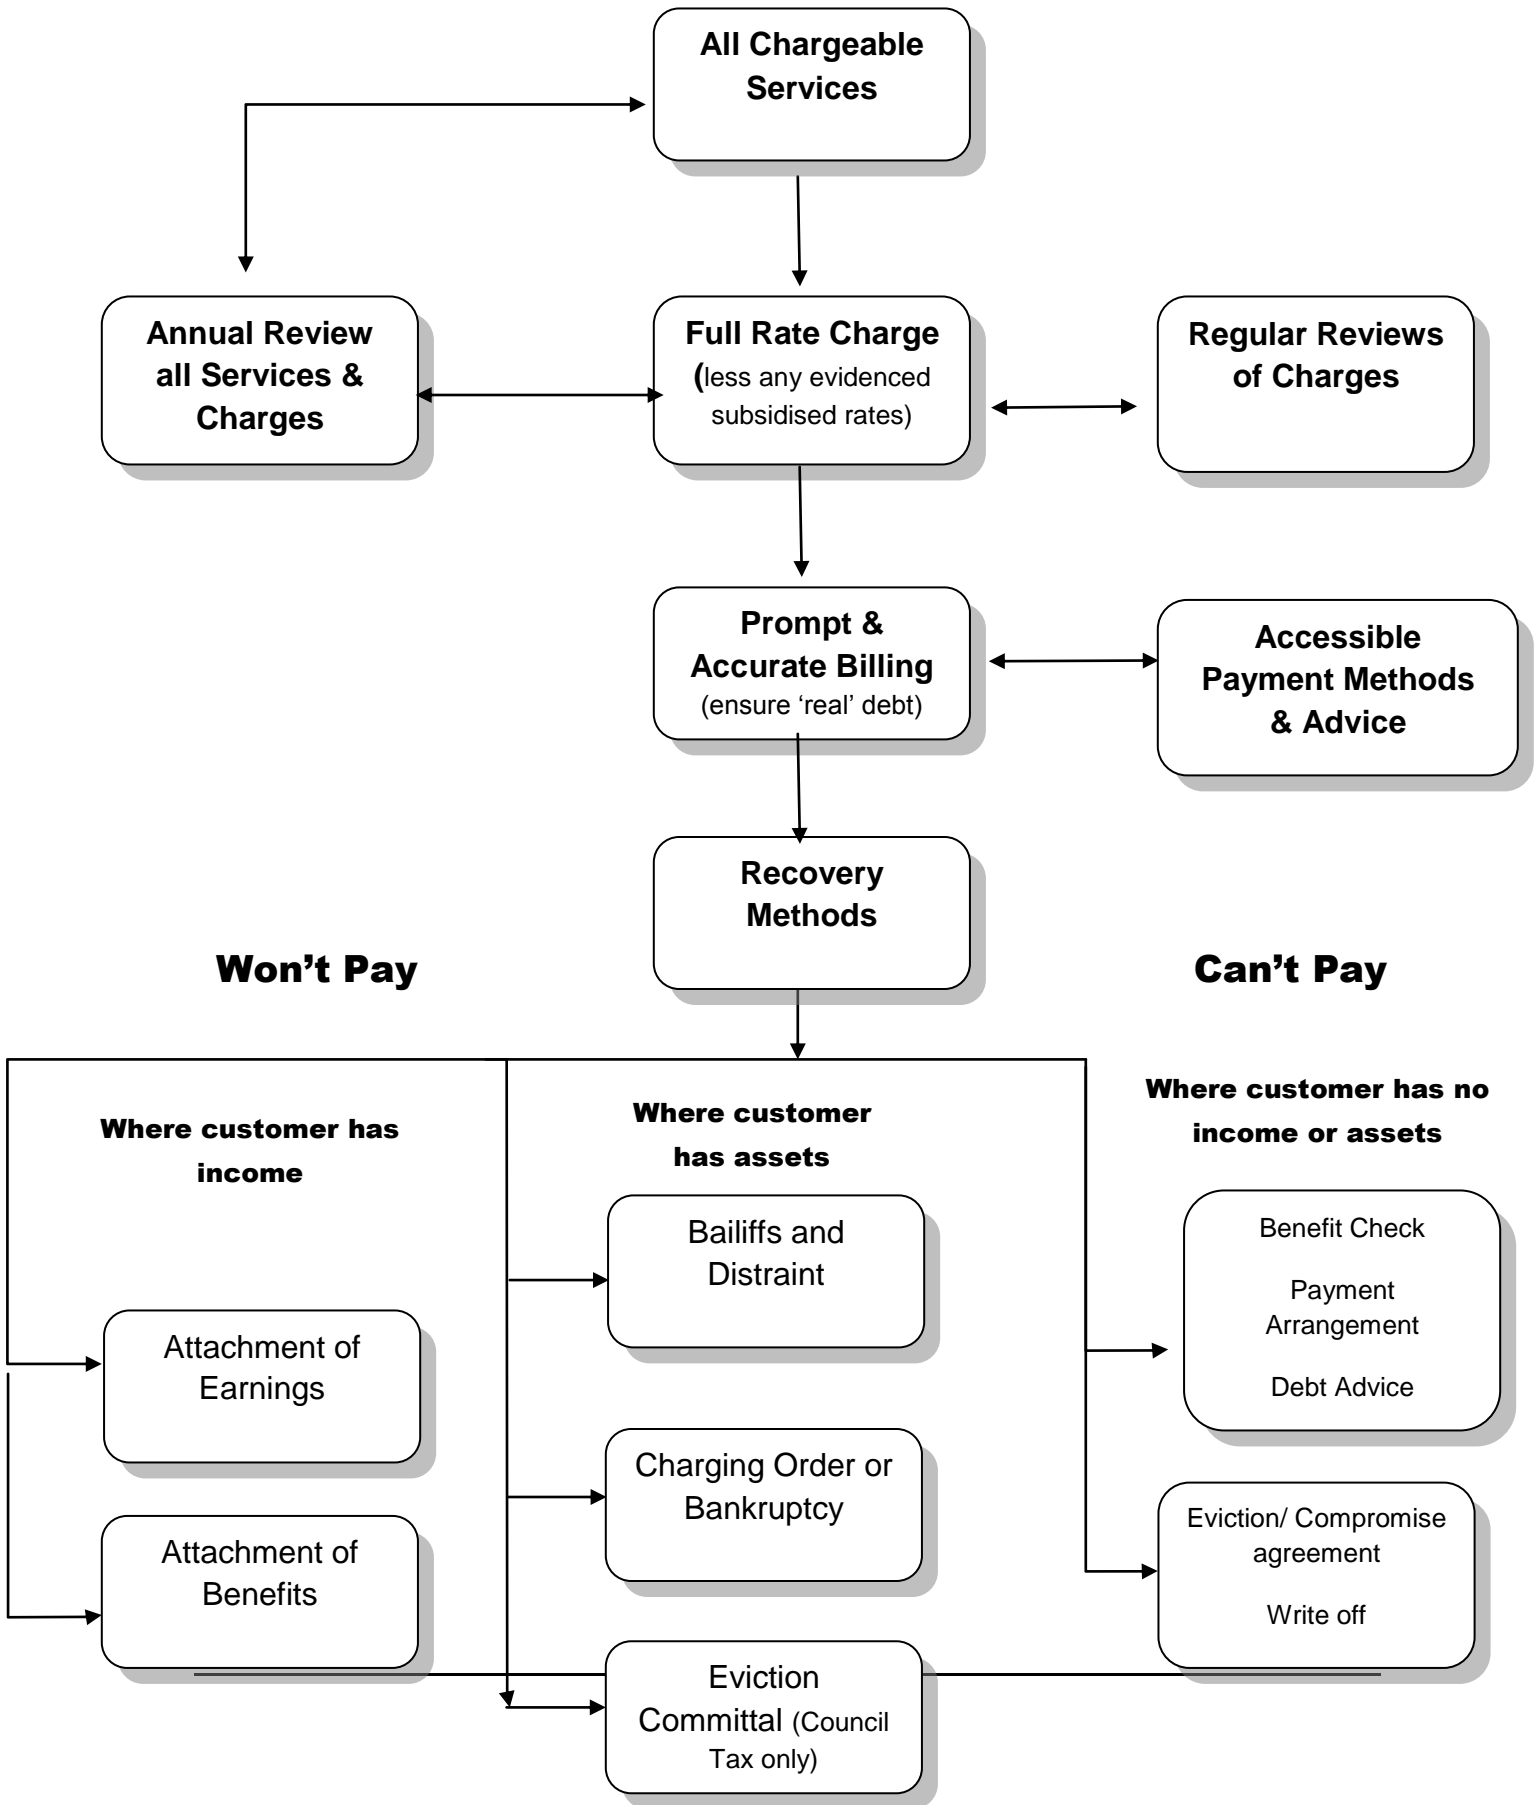 All Chargeable
Services
Annual Review
all Services &
Charges
Full Rate Charge
(less any evidenced
subsidised rates)
Regular Reviews
of Charges
Prompt &
Accurate Billing
(ensure ‘real’ debt)
Accessible
Payment Methods
& Advice
Recovery
Methods
Won’t Pay
Can’t Pay
Where customer has
income
Where customer
has assets
Where customer has no
income or assets
Attachment of
Earnings
Attachment of
Benefits
Bailiffs and
Distraint
Charging Order or
Bankruptcy
Eviction
Committal (Council
Tax only)
Benefit Check
Payment
Arrangement
Debt Advice
Eviction/ Compromise
agreement
Write off